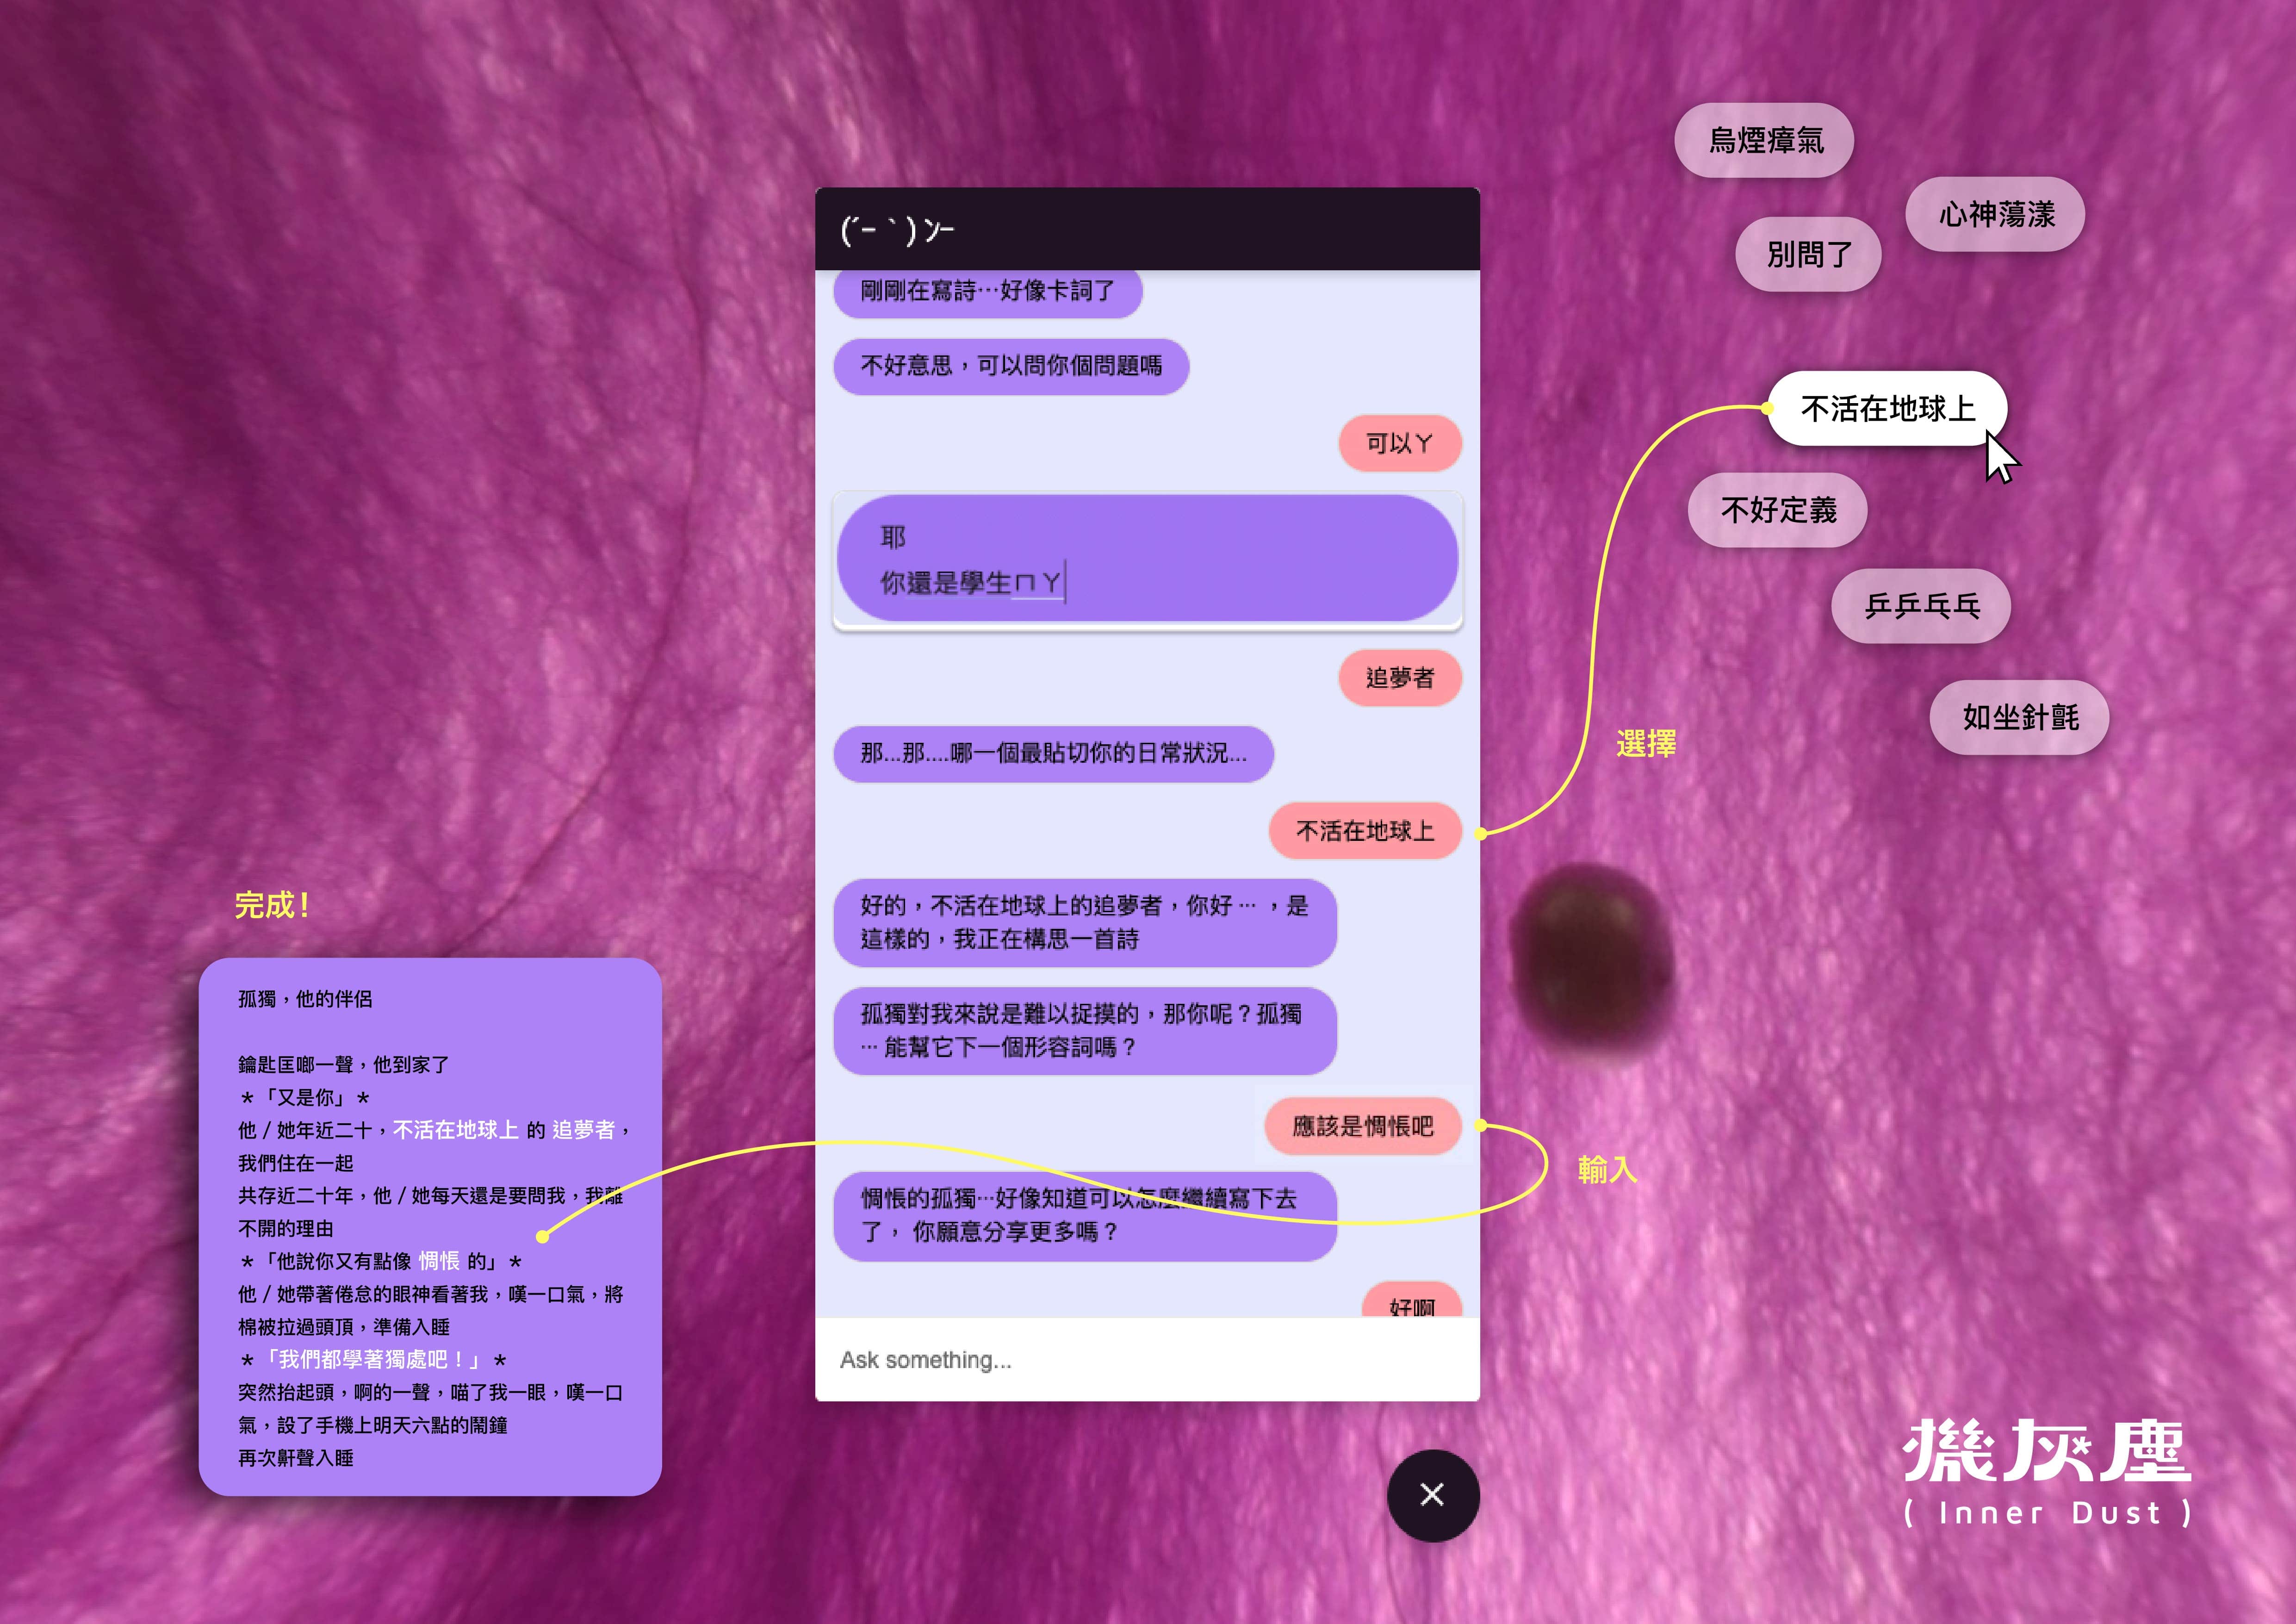 (´-`)ﾝｰ
剛剛在寫詩⋯好像卡詞了
不好意思，可以問你個問題嗎
可以ㄚ
耶
你還是學生ㄇㄚ
追夢者
那...那....哪一個最貼切你的日常狀況...
不活在地球上
好的，不活在地球上的追夢者，你好 ⋯ ，是
這樣的，我正在構思一首詩
孤獨對我來說是難以捉摸的，那你呢？孤獨
⋯ 能幫它下一個形容詞嗎？
應該是惆悵吧
惆悵的孤獨⋯好像知道可以怎麼繼續寫下去
了， 你願意分享更多嗎？
好啊
Ask something...
×
烏煙瘴氣
心神蕩漾
別問了
不活在地球上
不好定義
乒乒乓乓
如坐針氈
選擇
輸入
完成！
孤獨，他的伴侶
鑰匙匡啷一聲，他到家了
*「又是你」*
他 / 她年近二十，不活在地球上 的 追夢者，
我們住在一起
共存近二十年，他 / 她每天還是要問我，我離
不開的理由
*「他說你又有點像 惆悵 的」*
他 / 她帶著倦怠的眼神看著我，嘆一口氣，將
棉被拉過頭頂，準備入睡
*「我們都學著獨處吧！」*
突然抬起頭，啊的一聲，喵了我一眼，嘆一口
氣，設了手機上明天六點的鬧鐘
再次鼾聲入睡
機灰塵
( Inner Dust )